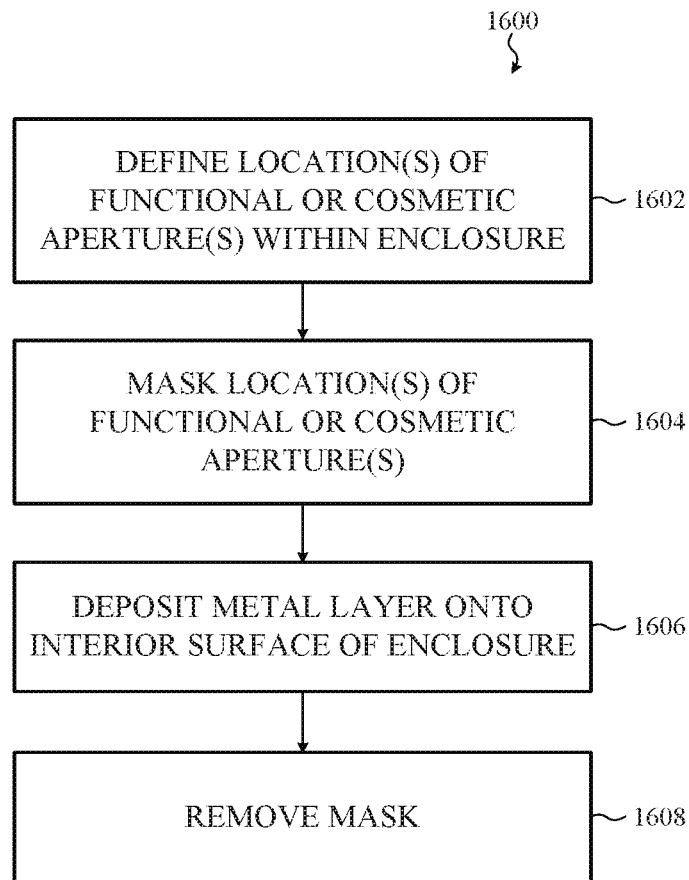 1600
DEFINE LOCATION(S) OF
FUNCTIONAL OR COSMETIC
APERTURE(S) WITHIN ENCLOSURE
1602
MASK LOCATION(S) OF
FUNCTIONAL OR COSMETIC
APERTURE(S)
1604
DEPOSIT METAL LAYER ONTO
INTERIOR SURFACE OF ENCLOSURE
1606
REMOVE MASK
1608